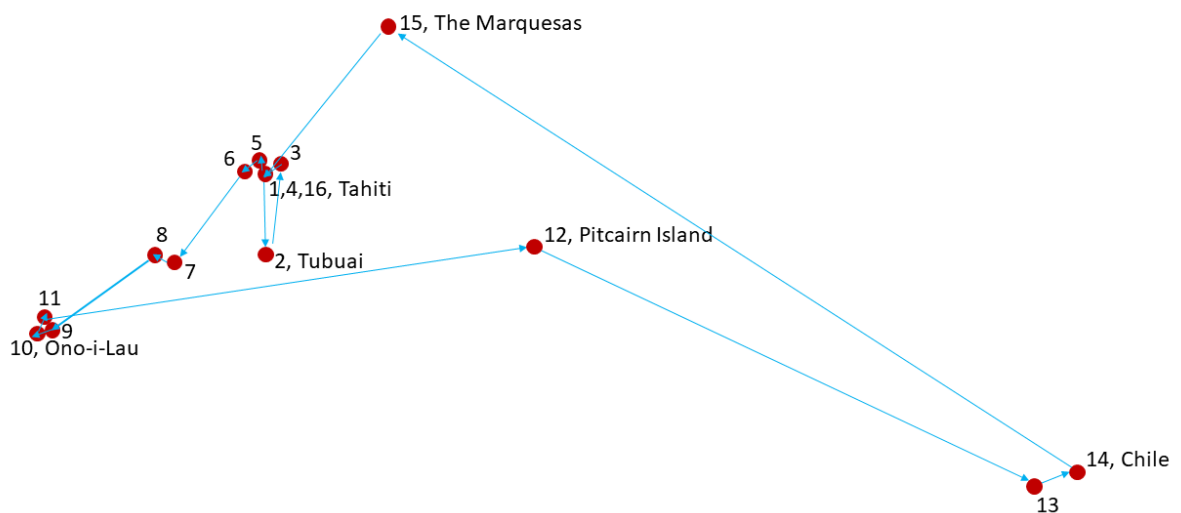 15, The Marquesas
5
6
3
1,4,16, Tahiti
8
7
2, Tubuai
12, Pitcairn Island
11
9
10, Ono-i-Lau
14, Chile
13